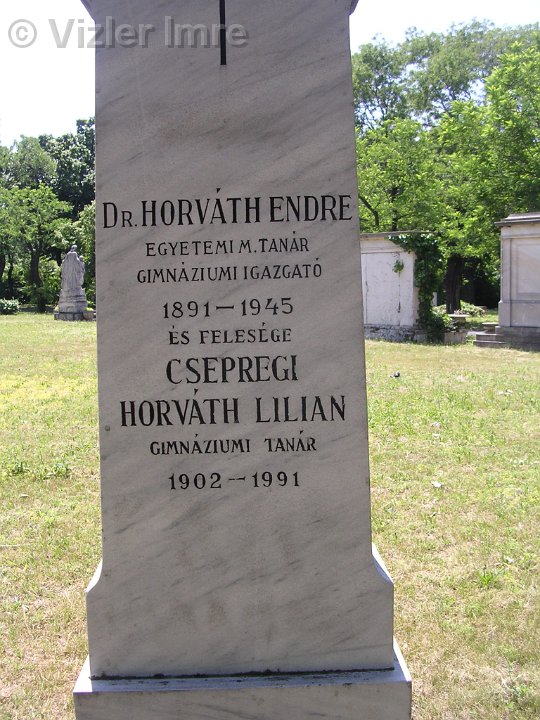 © Vizler Imre
DR. HORVÁTH ENDRE
EGYETEMI M. TANÁR
GIMNÁZIUMI IGAZGATÓ
1891 – 1945
ÉS FELESÉGE
CSEPREGI
HORVÁTH LILIAN
GIMNÁZIUMI TANÁR
1902 – 1991